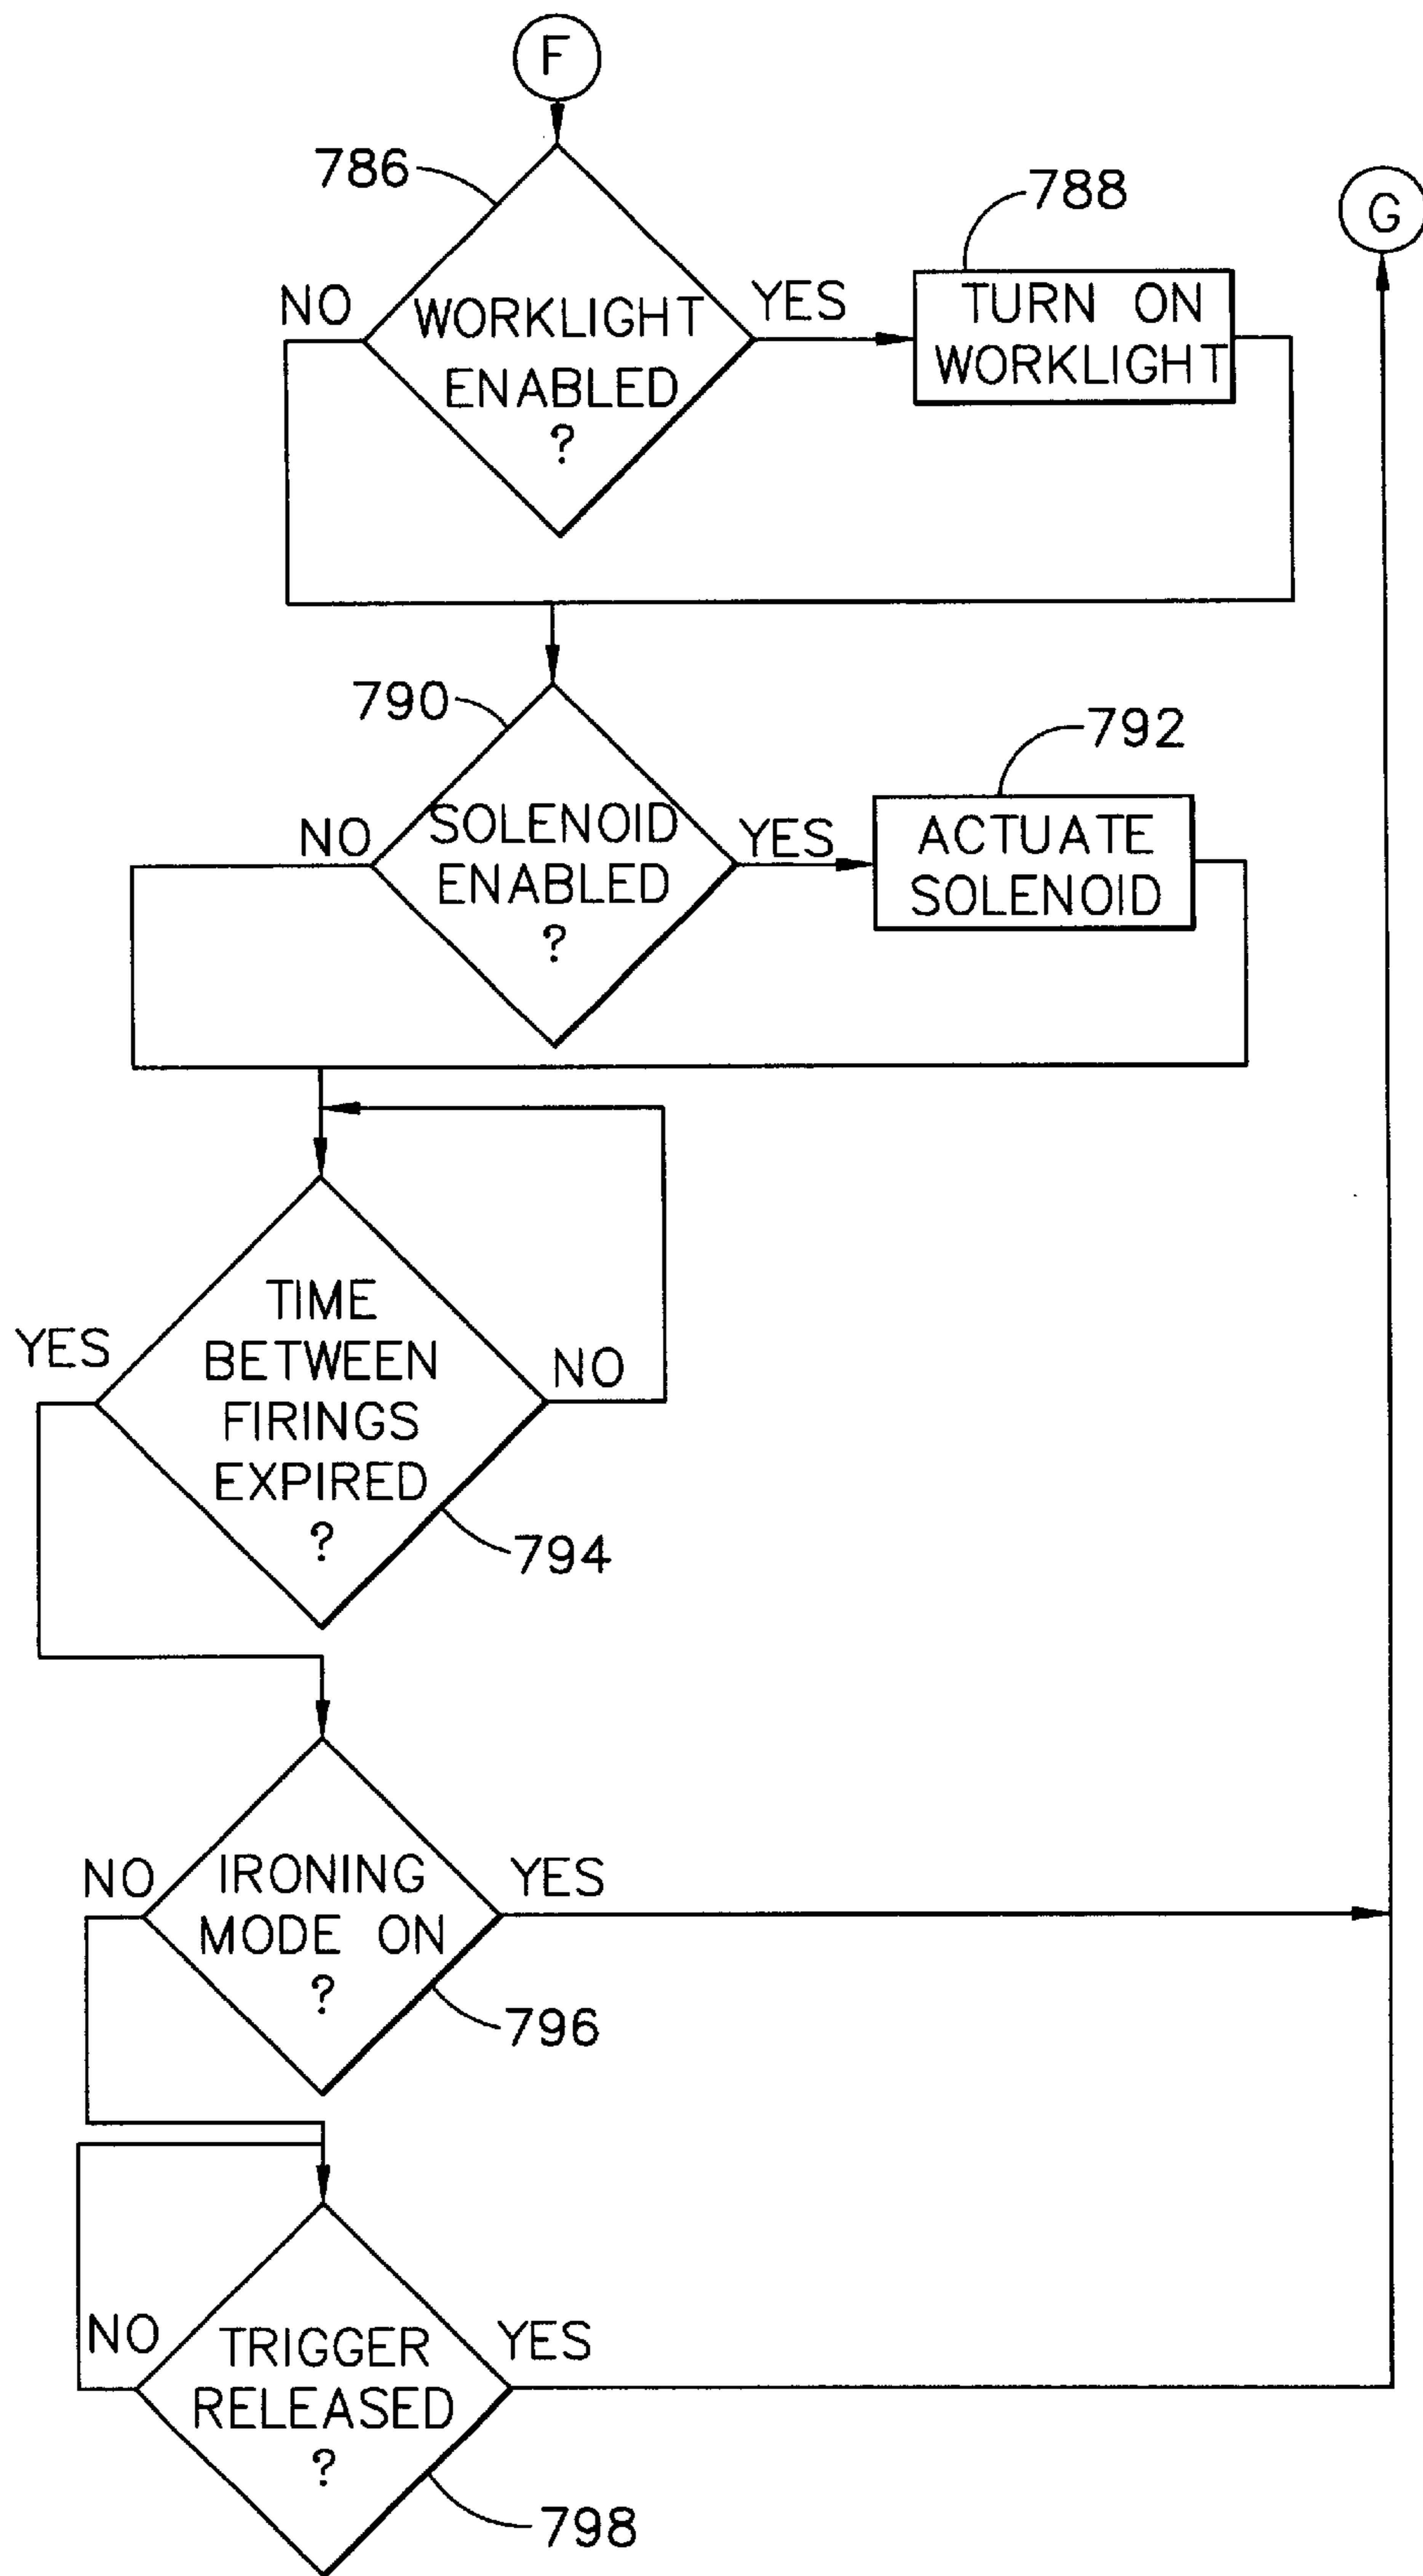 F
786
788
G
NO
WORKLIGHT
ENABLED
?
YES
TURN ON
WORKLIGHT
790
792
NO
SOLENOID
ENABLED
?
YES
ACTUATE
SOLENOID
YES
TIME
BETWEEN
FIRINGS
EXPIRED
?
NO
794
NO
IRONING
MODE ON
?
YES
796
NO
TRIGGER
RELEASED
?
YES
798